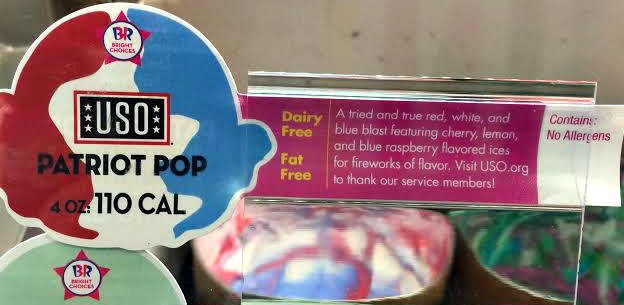 BR
BRIGHT
CHOICES
USO
PATRIOT POP
4 OZ: 110 CAL
Dairy
Free
Fat
Free
A tried and true red, white, and
blue blast featuring cherry, lemon,
and blue raspberry flavored ices
for fireworks of flavor. Visit USO.org
to thank our service members!
Contains:
No Allergens
BR
BRIGHT
CHOICES